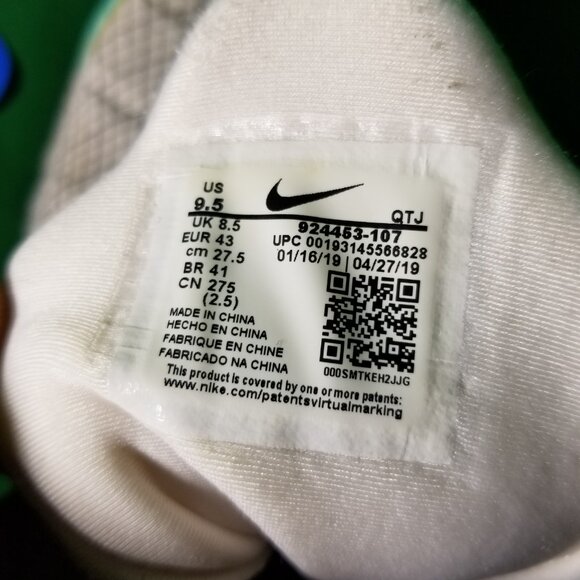 US
9.5
QTJ
UK 8.5
924453-107
EUR 43
UPC 00193145566828
cm 27.5
01/16/19 | 04/27/19
BR 41
CN 275
(2.5)
MADE IN CHINA
HECHO EN CHINA
FABRIQUE EN CHINE
FABRICADO NA CHINA
000SMTKEH2JJG
This product is covered by one or more patents:
www.nike.com/patentsvirtualmarking